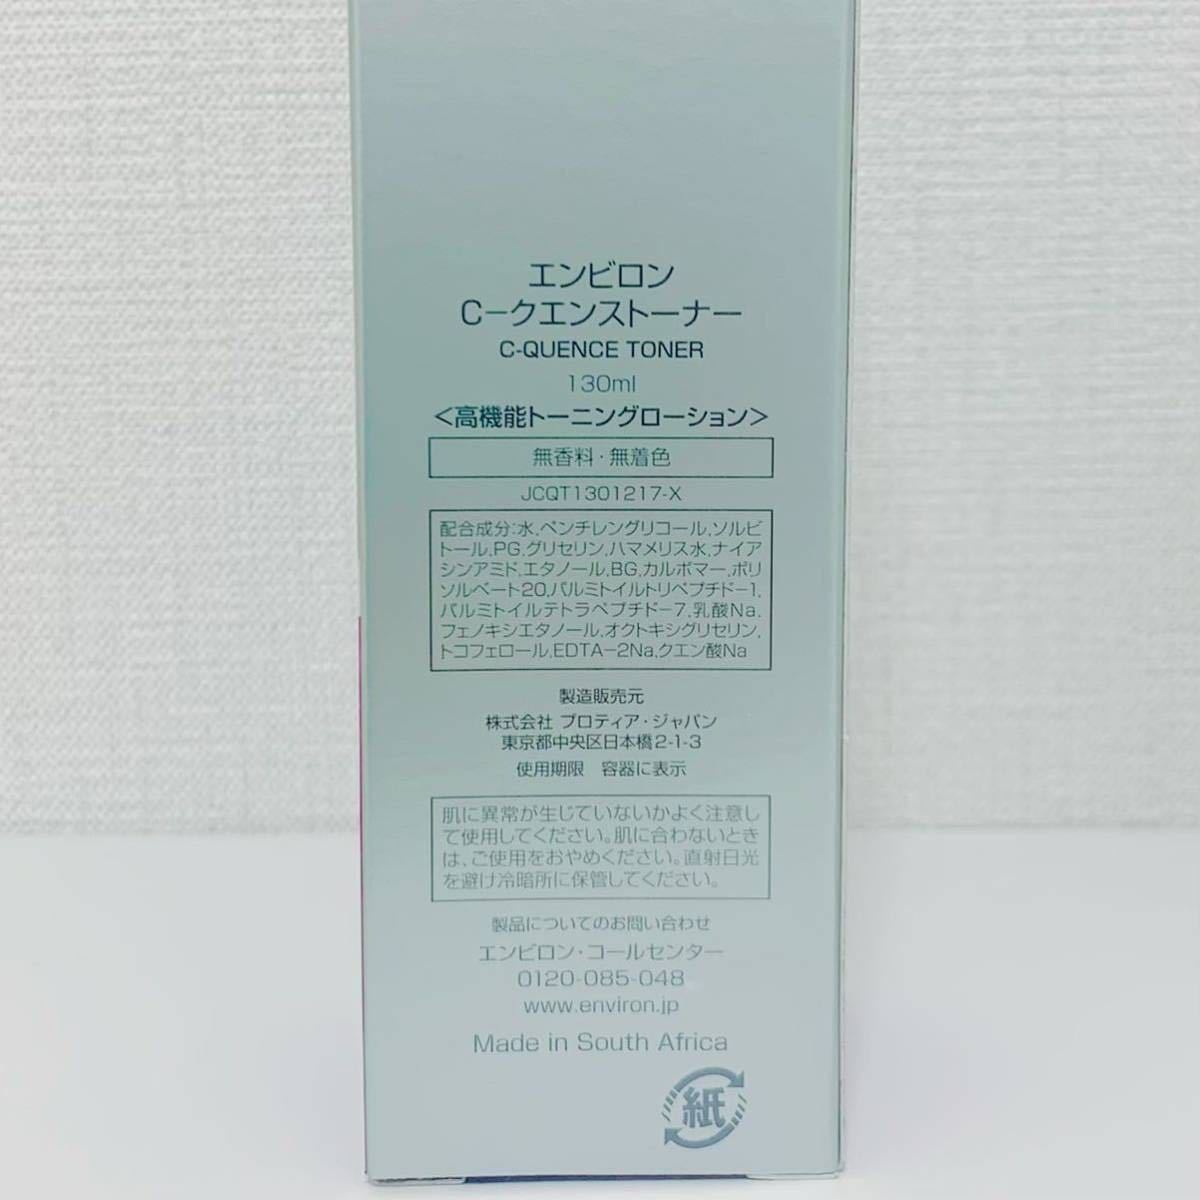 エンビロン
C−クエンストーナー
C-QUENCE TONER
130ml
＜高機能トーニングローション＞
無香料・無着色
JCQT1301217-X
配合成分:水,ペンチレングリコール,ソルビ
トール,PG,グリセリン,ハマメリス水,ナイア
シンアミド,エタノール,BG,カルボマー,ポリ
ソルベート20,パルミトイルトリペプチド−1,
パルミトイルテトラペプチド−7,乳酸Na,
フェノキシエタノール,オクトキシグリセリン,
トコフェロール,EDTA−2Na,クエン酸Na
製造販売元
株式会社 プロティア・ジャパン
東京都中央区日本橋2-1-3
使用期限 容器に表示
肌に異常が生じていないかよく注意し
て使用してください。肌に合わないとき
は、ご使用をおやめください。直射日光
を避け冷暗所に保管してください。
製品についてのお問い合わせ
エンビロン・コールセンター
0120-085-048
www.environ.jp
Made in South Africa
紙